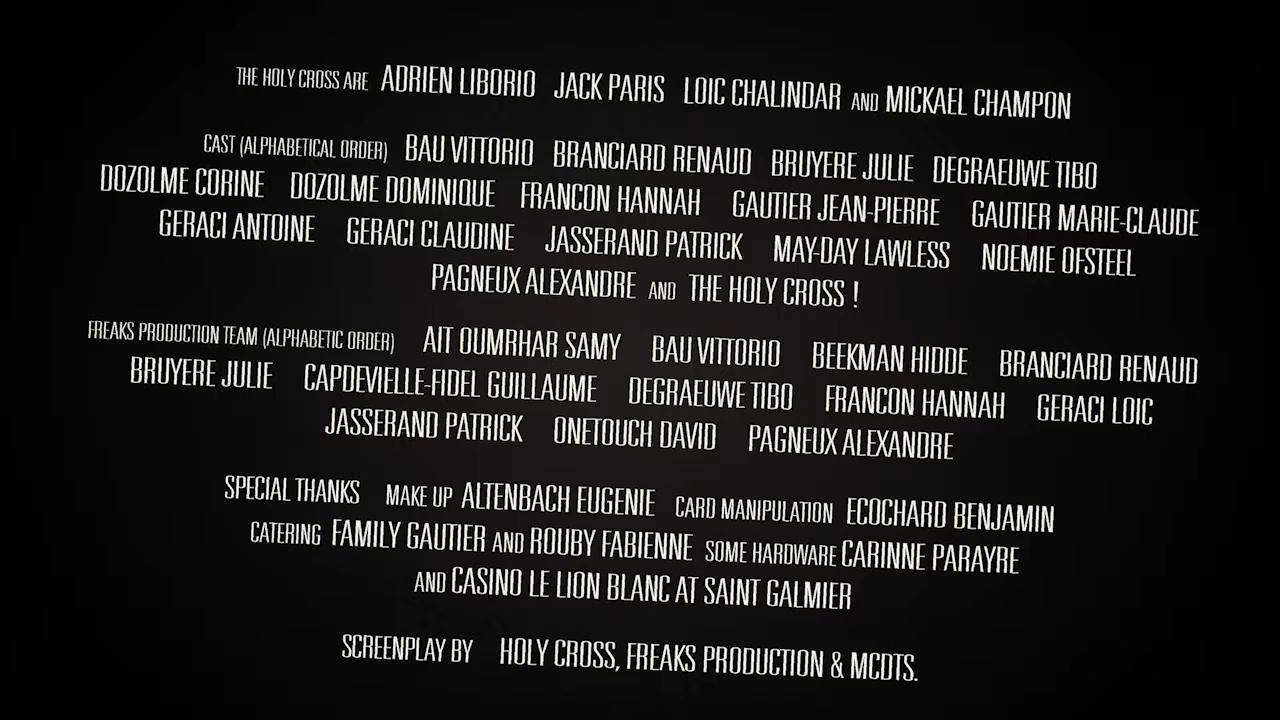 THE HOLY CROSS ARE ADRIEN LIBORIO JACK PARIS LOIC CHALINDAR AND MICKAEL CHAMPON
CAST (ALPHABETICAL ORDER) BAU VITTORIO BRANCIARD RENAUD BRUYERE JULIE DEGRAEUWE TIBO
DOZOLME CORINE DOZOLME DOMINIQUE FRANCON HANNAH GAUTIER JEAN-PIERRE GAUTIER MARIE-CLAUDE
GERACI ANTOINE GERACI CLAUDINE JASSERAND PATRICK MAY-DAY LAWLESS NOEMIE OFSTEEL
PAGNEUX ALEXANDRE AND THE HOLY CROSS !
FREAKS PRODUCTION TEAM (ALPHABETIC ORDER) AIT OUMRHAR SAMY BAU VITTORIO BEEKMAN HIDDE BRANCIARD RENAUD
BRUYERE JULIE CAPDEVIELLE-FIDEL GUILLAUME DEGRAEUWE TIBO FRANCON HANNAH GERACI LOIC
JASSERAND PATRICK ONETOUCH DAVID PAGNEUX ALEXANDRE
SPECIAL THANKS MAKE UP ALTENBACH EUGENIE CARD MANIPULATION ECOCHARD BENJAMIN
CATERING FAMILY GAUTIER AND ROUBY FABIENNE SOME HARDWARE CARINNE PARAYRE
AND CASINO LE LION BLANC AT SAINT GALMIER
SCREENPLAY BY HOLY CROSS, FREAKS PRODUCTION & MCDTS.